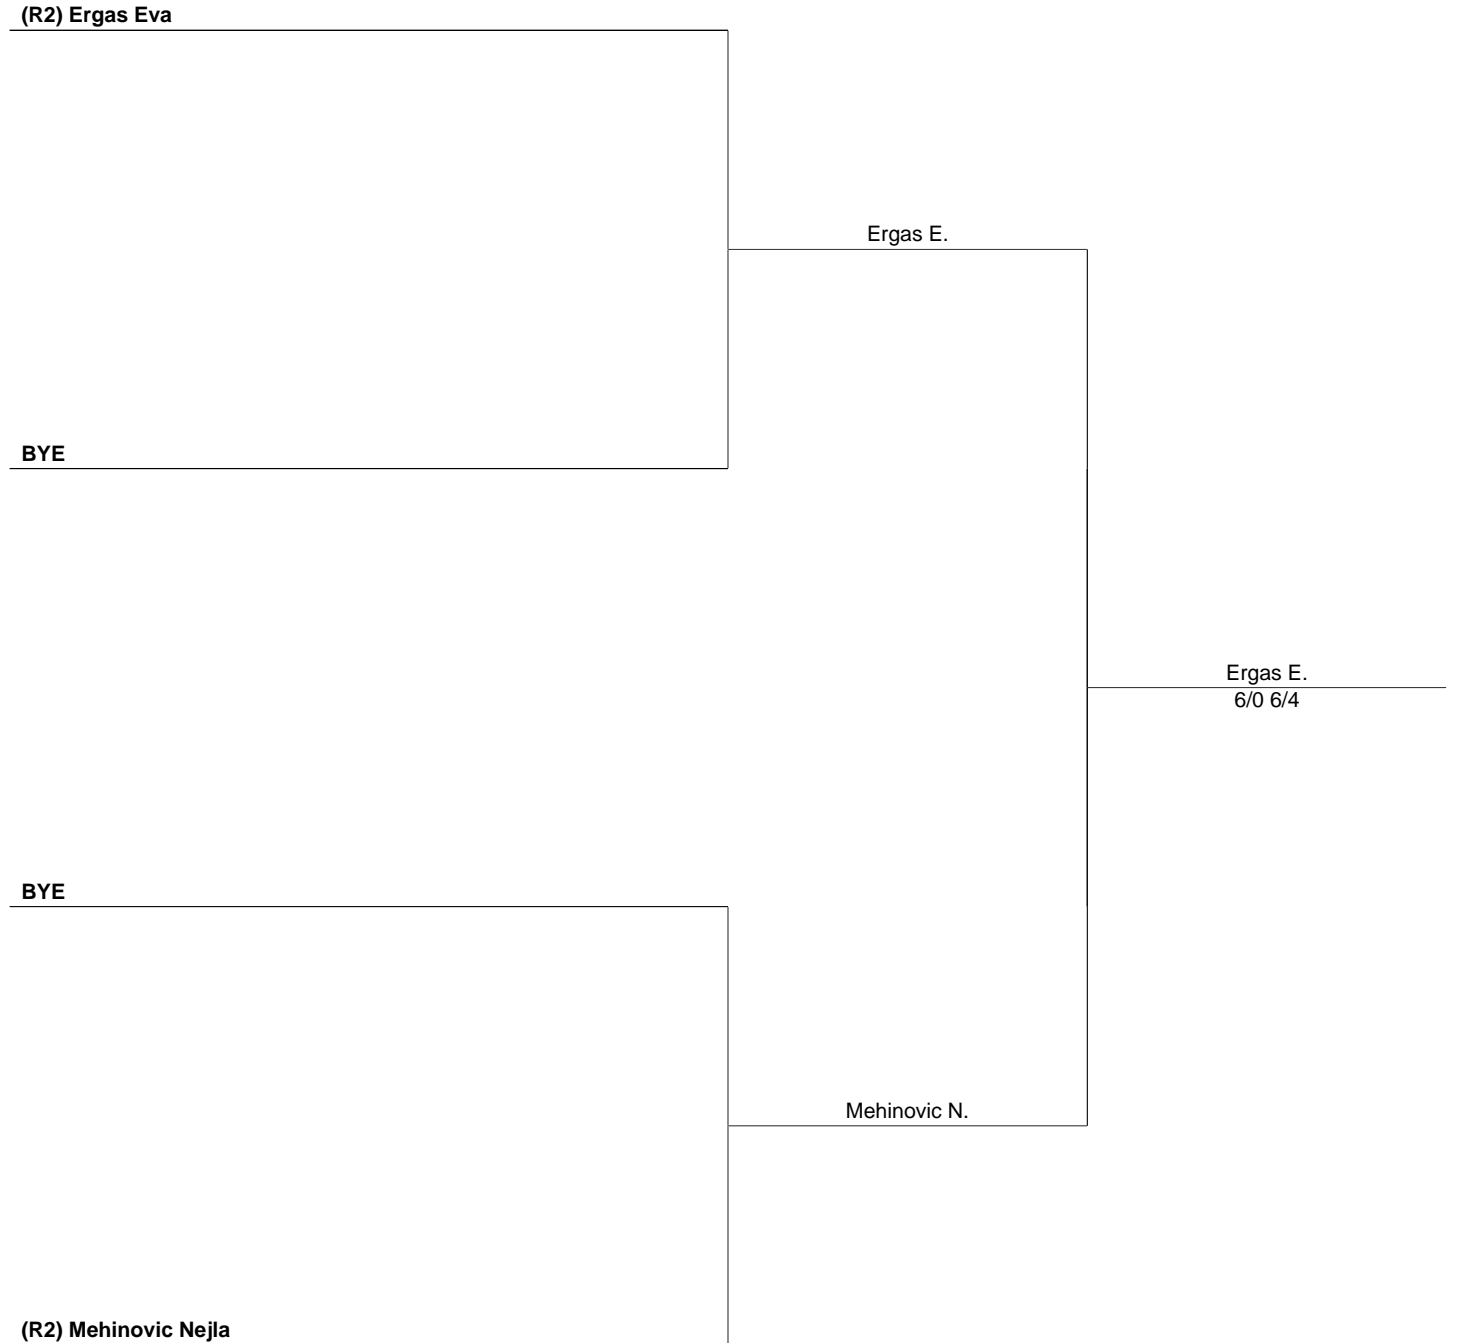 (R2) Ergas Eva
Ergas E.
BYE
Ergas E.
6/0 6/4
BYE
Mehinovic N.
(R2) Mehinovic Nejla